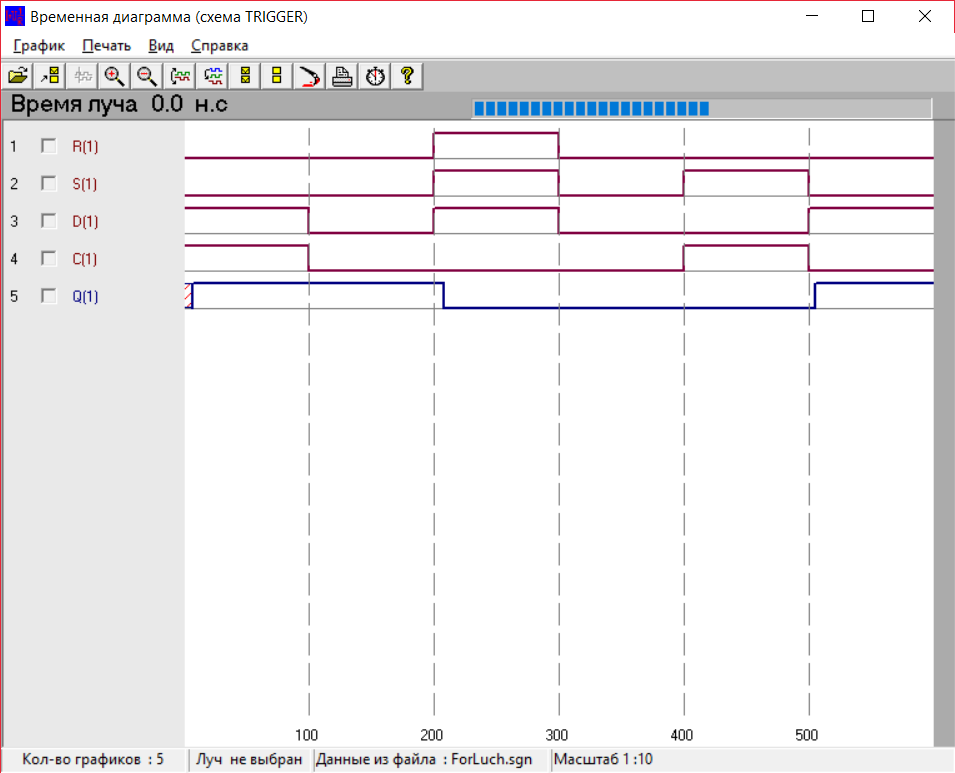 Временная диаграмма (схема TRIGGER)
График Печать Вид Справка
Время луча 0.0 н.с
1 R(1)
2 S(1)
3 D(1)
4 C(1)
5 Q(1)
100 200 300 400 500
Кол-во графиков : 5 Луч не выбран Данные из файла : ForLuch.sgn Масштаб 1 :10